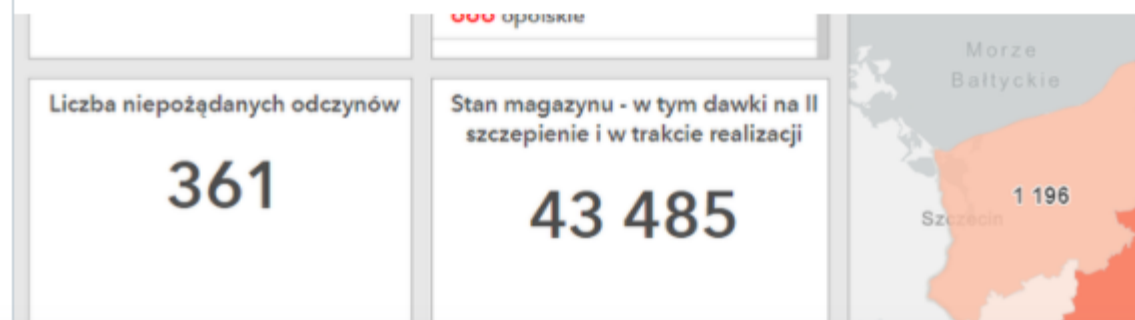 opolskie
Liczba niepożądanych odczynów
361
Stan magazynu - w tym dawki na II
szczepienie i w trakcie realizacji
43 485
Morze
Bałtyckie
1 196
Szczecin